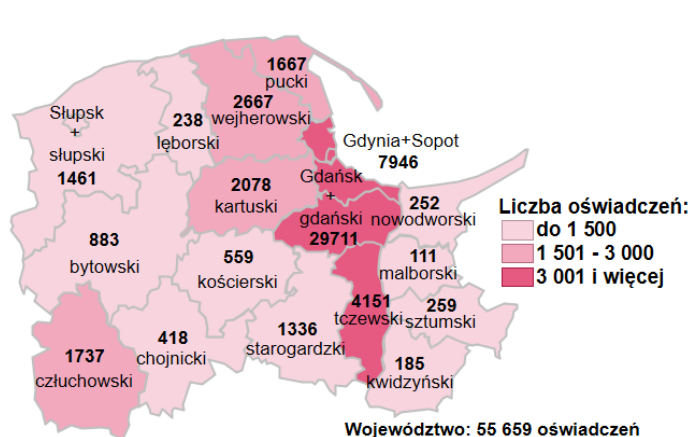 1667
pucki
2667
wejherowski
Słupsk
+
słupski
1461
238
lęborski
Gdynia+Sopot
7946
Gdańsk
+
gdański
29711
2078
kartuski
252
nowodworski
Liczba oświadczeń:
do 1 500
1 501 - 3 000
3 001 i więcej
883
bytowski
559
kościerski
111
malborski
4151
tczewski
259
sztumski
1336
starogardzki
418
chojnicki
1737
człuchowski
185
kwidzyński
Województwo: 55 659 oświadczeń